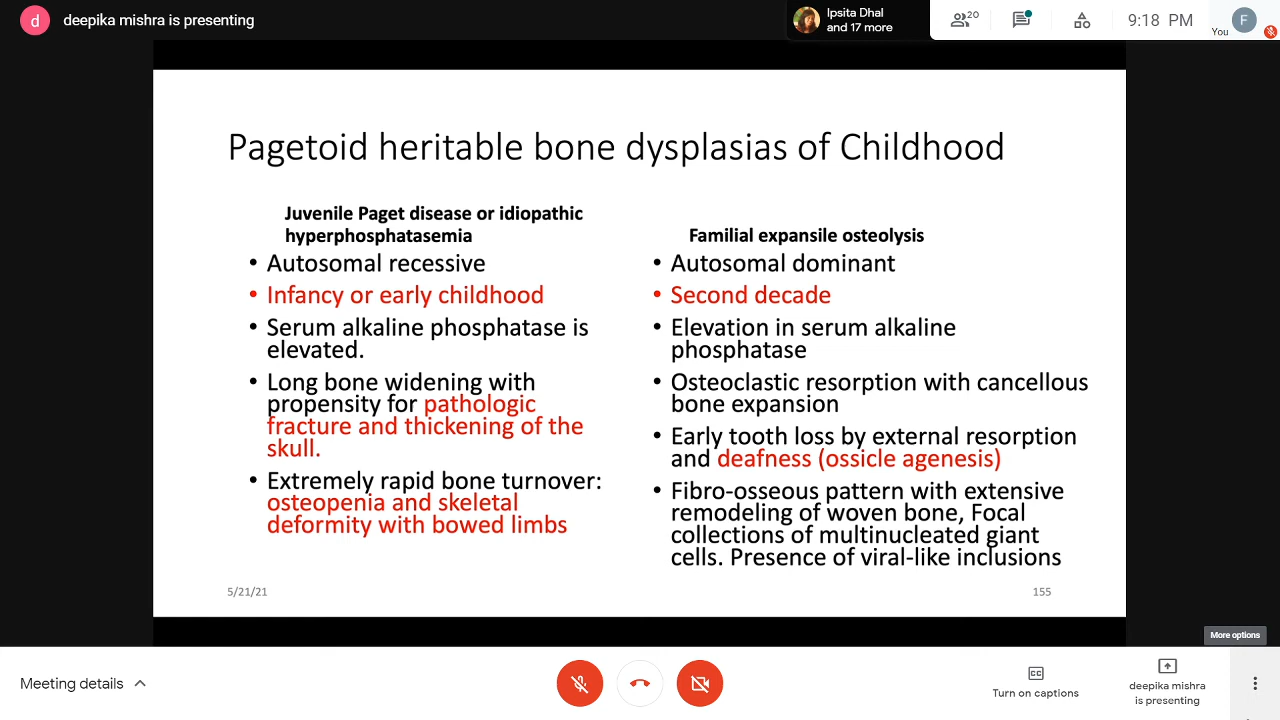 d
deepika mishra is presenting
Ipsita Dhal
and 17 more
20
9:18 PM
You
F
Pagetoid heritable bone dysplasias of Childhood
Juvenile Paget disease or idiopathic
hyperphosphatasemia
• Autosomal recessive
• Infancy or early childhood
• Serum alkaline phosphatase is
elevated.
• Long bone widening with
propensity for pathologic
fracture and thickening of the
skull.
• Extremely rapid bone turnover:
osteopenia and skeletal
deformity with bowed limbs
Familial expansile osteolysis
• Autosomal dominant
• Second decade
• Elevation in serum alkaline
phosphatase
• Osteoclastic resorption with cancellous
bone expansion
• Early tooth loss by external resorption
and deafness (ossicle agenesis)
• Fibro-osseous pattern with extensive
remodeling of woven bone, Focal
collections of multinucleated giant
cells. Presence of viral-like inclusions
5/21/21
155
More options
Meeting details
CC
Turn on captions
deepika mishra
is presenting